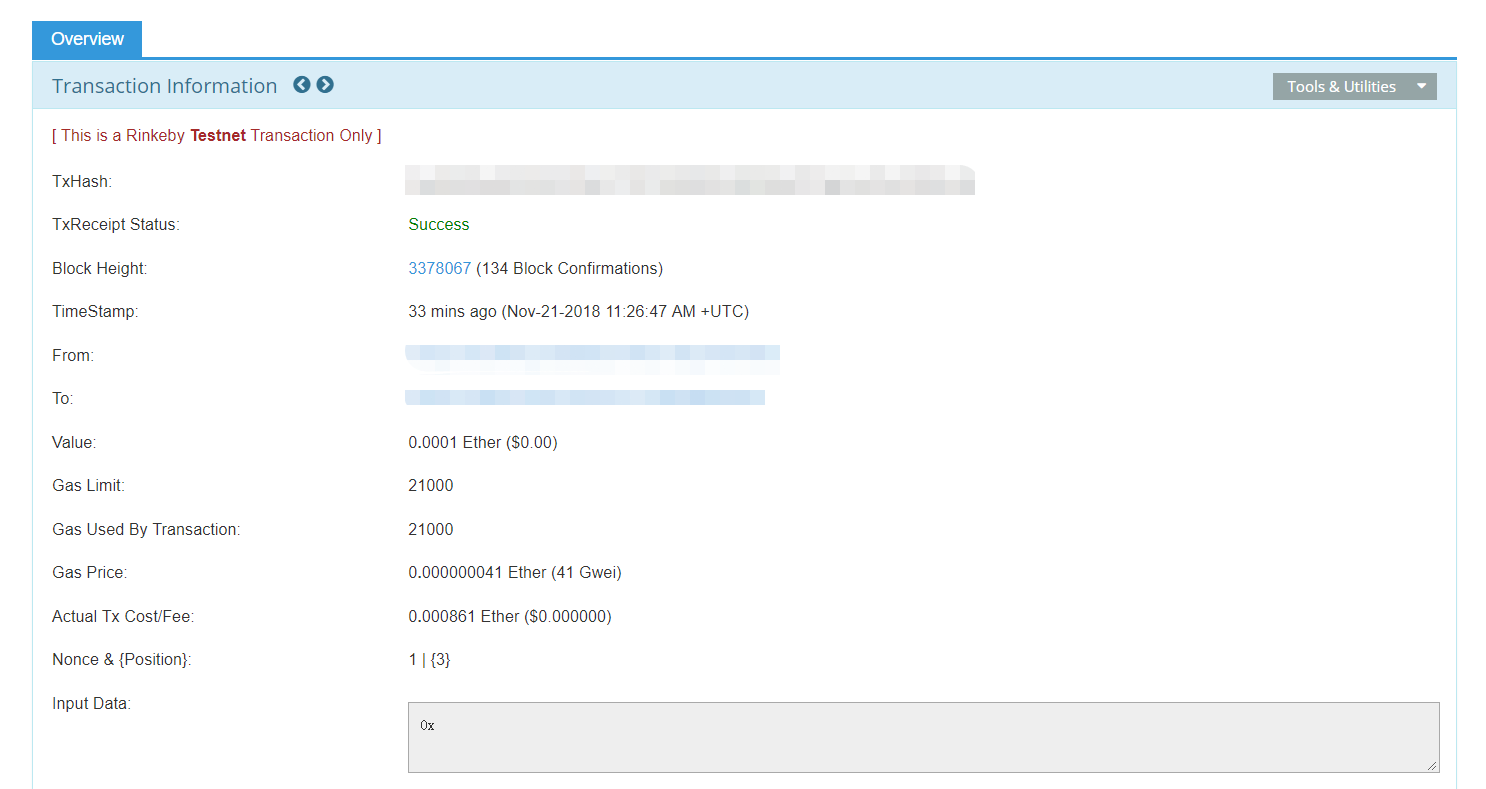 Overview
Transaction Information
Tools & Utilities
[ This is a Rinkeby Testnet Transaction Only ]
TxHash:
TxReceipt Status: Success
Block Height: 3378067 (134 Block Confirmations)
TimeStamp: 33 mins ago (Nov-21-2018 11:26:47 AM +UTC)
From:
To:
Value: 0.0001 Ether ($0.00)
Gas Limit: 21000
Gas Used By Transaction: 21000
Gas Price: 0.000000041 Ether (41 Gwei)
Actual Tx Cost/Fee: 0.000861 Ether ($0.000000)
Nonce & {Position}: 1 | {3}
Input Data:
0x